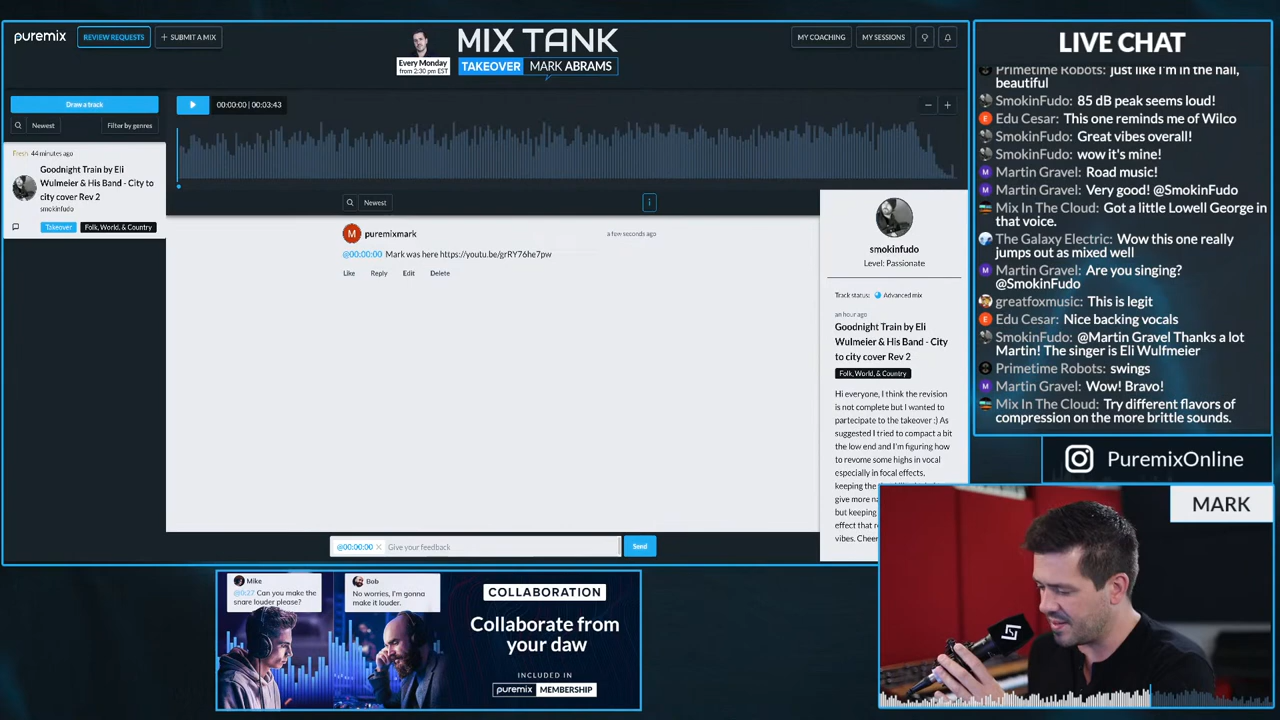 puremix
REVIEW REQUESTS
+ SUBMIT A MIX
Every Monday
from 2:30 pm EST
MIX TANK
TAKEOVER MARK ABRAMS
MY COACHING
MY SESSIONS
Draw a track
Newest
Filter by genres
00:00:00 | 00:03:43
Fresh 44 minutes ago
Goodnight Train by Eli
Wulmeier & His Band - City to
city cover Rev 2
smokinfudo
Takeover
Folk, World, & Country
Newest
M puremixmark
a few seconds ago
@00:00:00 Mark was here https://youtu.be/grRY76he7pw
Like Reply Edit Delete
@00:00:00 × Give your feedback
Send
smokinfudo
Level: Passionate
Track status: Advanced mix
an hour ago
Goodnight Train by Eli
Wulmeier & His Band - City to
city cover Rev 2
Folk, World, & Country
Hi everyone, I think the revision
is not complete but I wanted to
partecipate to the takeover :) As
suggested I tried to compact a bit
the low end and I'm figuring how
to revome some highs in vocal
especially in focal effects.
keeping the
give more na
but keeping
effect that r
vibes. Chee
LIVE CHAT
Primetime Robots: just like I'm in the hall,
beautiful
SmokinFudo: 85 dB peak seems loud!
E Edu Cesar: This one reminds me of Wilco
SmokinFudo: Great vibes overall!
SmokinFudo: wow it's mine!
M Martin Gravel: Road music!
M Martin Gravel: Very good! @SmokinFudo
Mix In The Cloud: Got a little Lowell George in
that voice.
The Galaxy Electric: Wow this one really
jumps out as mixed well
M Martin Gravel: Are you singing?
@SmokinFudo
greatfoxmusic: This is legit
E Edu Cesar: Nice backing vocals
SmokinFudo: @Martin Gravel Thanks a lot
Martin! The singer is Eli Wulfmeier
Primetime Robots: swings
M Martin Gravel: Wow! Bravo!
Mix In The Cloud: Try different flavors of
compression on the more brittle sounds.
PuremixOnline
MARK
Mike
@0:27 Can you make the
snare louder please?
Bob
No worries, I'm gonna
make it louder.
COLLABORATION
Collaborate from
your daw
INCLUDED IN
puremix MEMBERSHIP